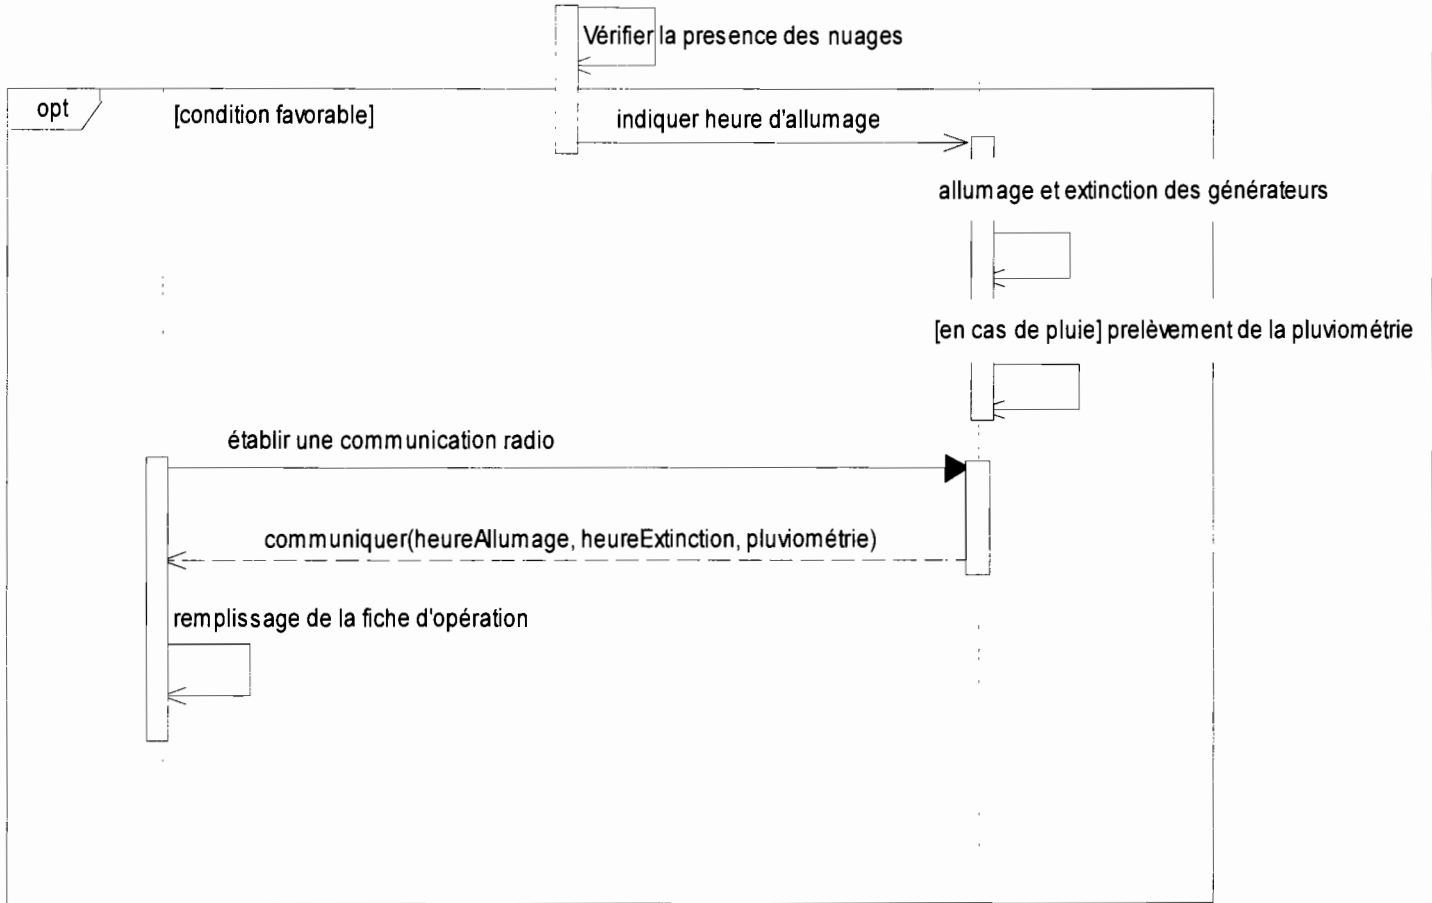 Vérifier la presence des nuages
opt
[condition favorable]
indiquer heure d'allumage
allumage et extinction des générateurs
[en cas de pluie] prelèvement de la pluviométrie
établir une communication radio
communiquer(heureAllumage, heureExtinction, pluviométrie)
remplissage de la fiche d'opération